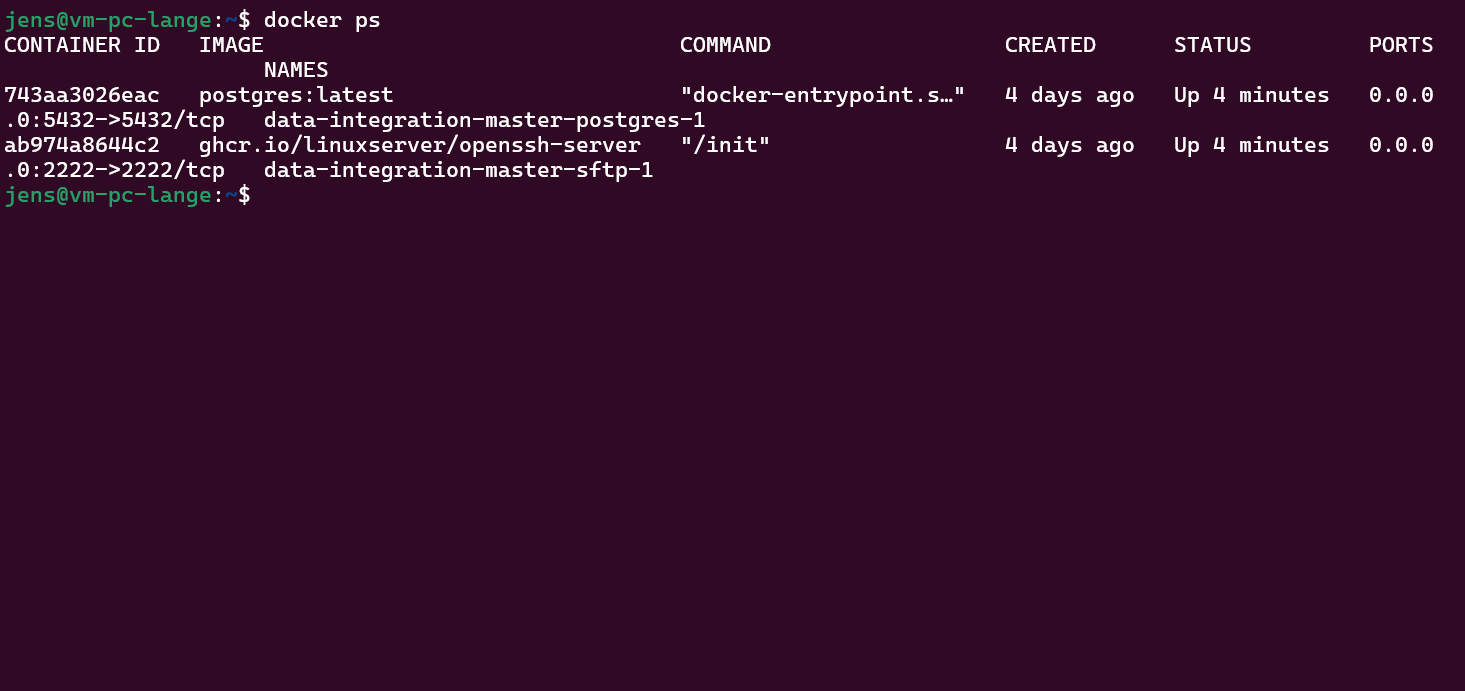 jens@vm-pc-lange:~$ docker ps
CONTAINER ID   IMAGE                                COMMAND                  CREATED      STATUS         PORTS
                    NAMES
743aa3026eac   postgres:latest                      "docker-entrypoint.s…"   4 days ago   Up 4 minutes   0.0.0
.0:5432->5432/tcp   data-integration-master-postgres-1
ab974a8644c2   ghcr.io/linuxserver/openssh-server   "/init"                  4 days ago   Up 4 minutes   0.0.0
.0:2222->2222/tcp   data-integration-master-sftp-1
jens@vm-pc-lange:~$